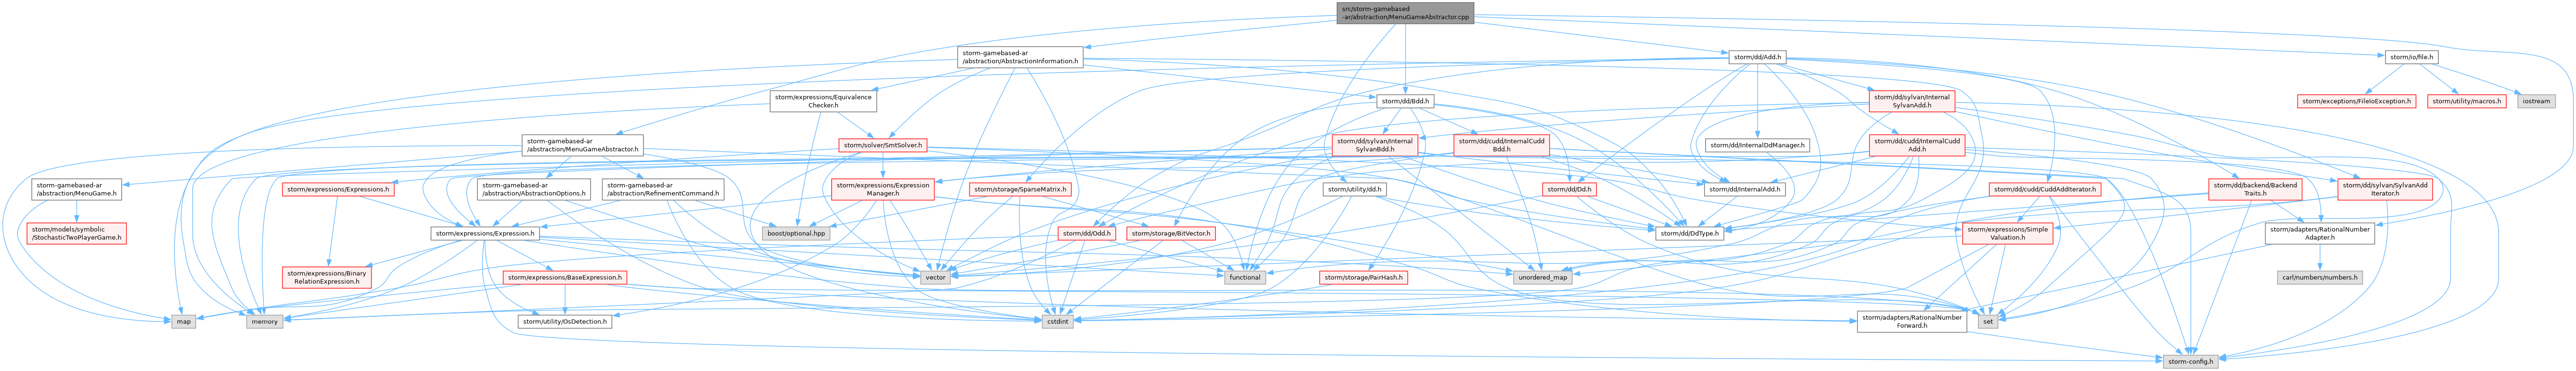 src/storm-gamebased
-ar/abstraction/MenuGameAbstractor.cpp
storm-gamebased-ar
/abstraction/AbstractionInformation.h
storm/dd/Add.h
storm/io/file.h
storm/expressions/Equivalence
Checker.h
storm/dd/Bdd.h
storm/dd/sylvan/Internal
SylvanAdd.h
storm/exceptions/FileIoException.h
storm/utility/macros.h
iostream
storm-gamebased-ar
/abstraction/MenuGameAbstractor.h
storm/solver/SmtSolver.h
storm/dd/sylvan/Internal
SylvanBdd.h
storm/dd/cudd/InternalCudd
Bdd.h
storm/dd/InternalDdManager.h
storm/dd/cudd/InternalCudd
Add.h
storm-gamebased-ar
/abstraction/MenuGame.h
storm/expressions/Expressions.h
storm-gamebased-ar
/abstraction/AbstractionOptions.h
storm-gamebased-ar
/abstraction/RefinementCommand.h
storm/expressions/Expression
Manager.h
storm/storage/SparseMatrix.h
storm/utility/dd.h
storm/dd/Dd.h
storm/dd/InternalAdd.h
storm/dd/cudd/CuddAddIterator.h
storm/dd/backend/Backend
Traits.h
storm/dd/sylvan/SylvanAdd
Iterator.h
storm/models/symbolic
/StochasticTwoPlayerGame.h
storm/expressions/Expression.h
boost/optional.hpp
storm/dd/Odd.h
storm/storage/BitVector.h
storm/dd/DdType.h
storm/expressions/Simple
Valuation.h
storm/adapters/RationalNumber
Adapter.h
storm/expressions/Binary
RelationExpression.h
storm/expressions/BaseExpression.h
vector
functional
storm/storage/PairHash.h
unordered_map
carl/numbers/numbers.h
map
memory
storm/utility/OsDetection.h
cstdint
storm/adapters/RationalNumber
Forward.h
set
storm-config.h